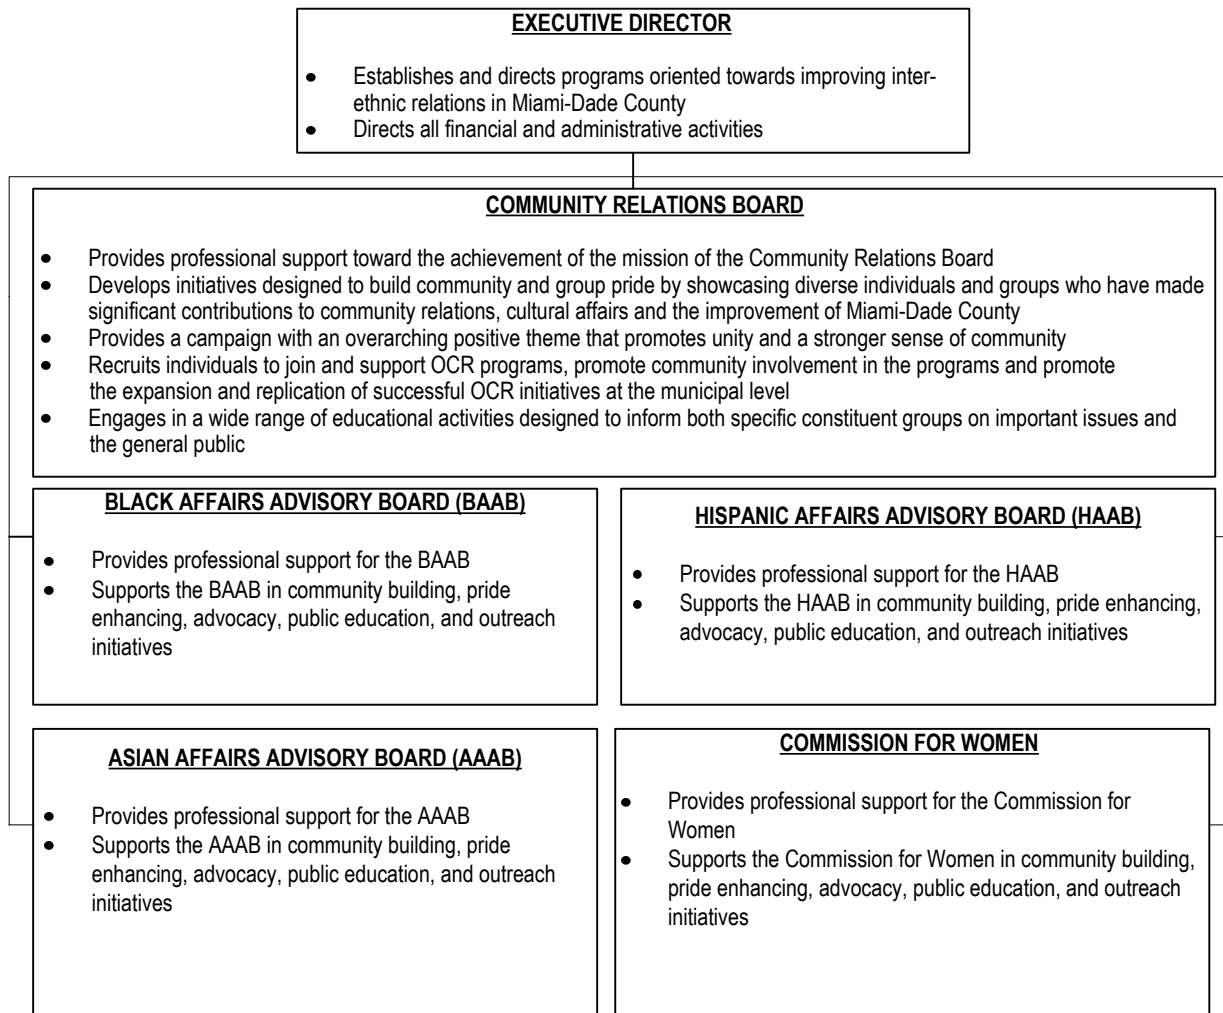 EXECUTIVE DIRECTOR
• Establishes and directs programs oriented towards improving inter-
ethnic relations in Miami-Dade County
• Directs all financial and administrative activities
COMMUNITY RELATIONS BOARD
• Provides professional support toward the achievement of the mission of the Community Relations Board
• Develops initiatives designed to build community and group pride by showcasing diverse individuals and groups who have made
significant contributions to community relations, cultural affairs and the improvement of Miami-Dade County
• Provides a campaign with an overarching positive theme that promotes unity and a stronger sense of community
• Recruits individuals to join and support OCR programs, promote community involvement in the programs and promote
the expansion and replication of successful OCR initiatives at the municipal level
• Engages in a wide range of educational activities designed to inform both specific constituent groups on important issues and
the general public
BLACK AFFAIRS ADVISORY BOARD (BAAB)
• Provides professional support for the BAAB
• Supports the BAAB in community building, pride
enhancing, advocacy, public education, and outreach
initiatives
HISPANIC AFFAIRS ADVISORY BOARD (HAAB)
• Provides professional support for the HAAB
• Supports the HAAB in community building, pride enhancing,
advocacy, public education, and outreach initiatives
ASIAN AFFAIRS ADVISORY BOARD (AAAB)
• Provides professional support for the AAAB
• Supports the AAAB in community building, pride
enhancing, advocacy, public education, and outreach
initiatives
COMMISSION FOR WOMEN
• Provides professional support for the Commission for
Women
• Supports the Commission for Women in community building,
pride enhancing, advocacy, public education, and outreach
initiatives